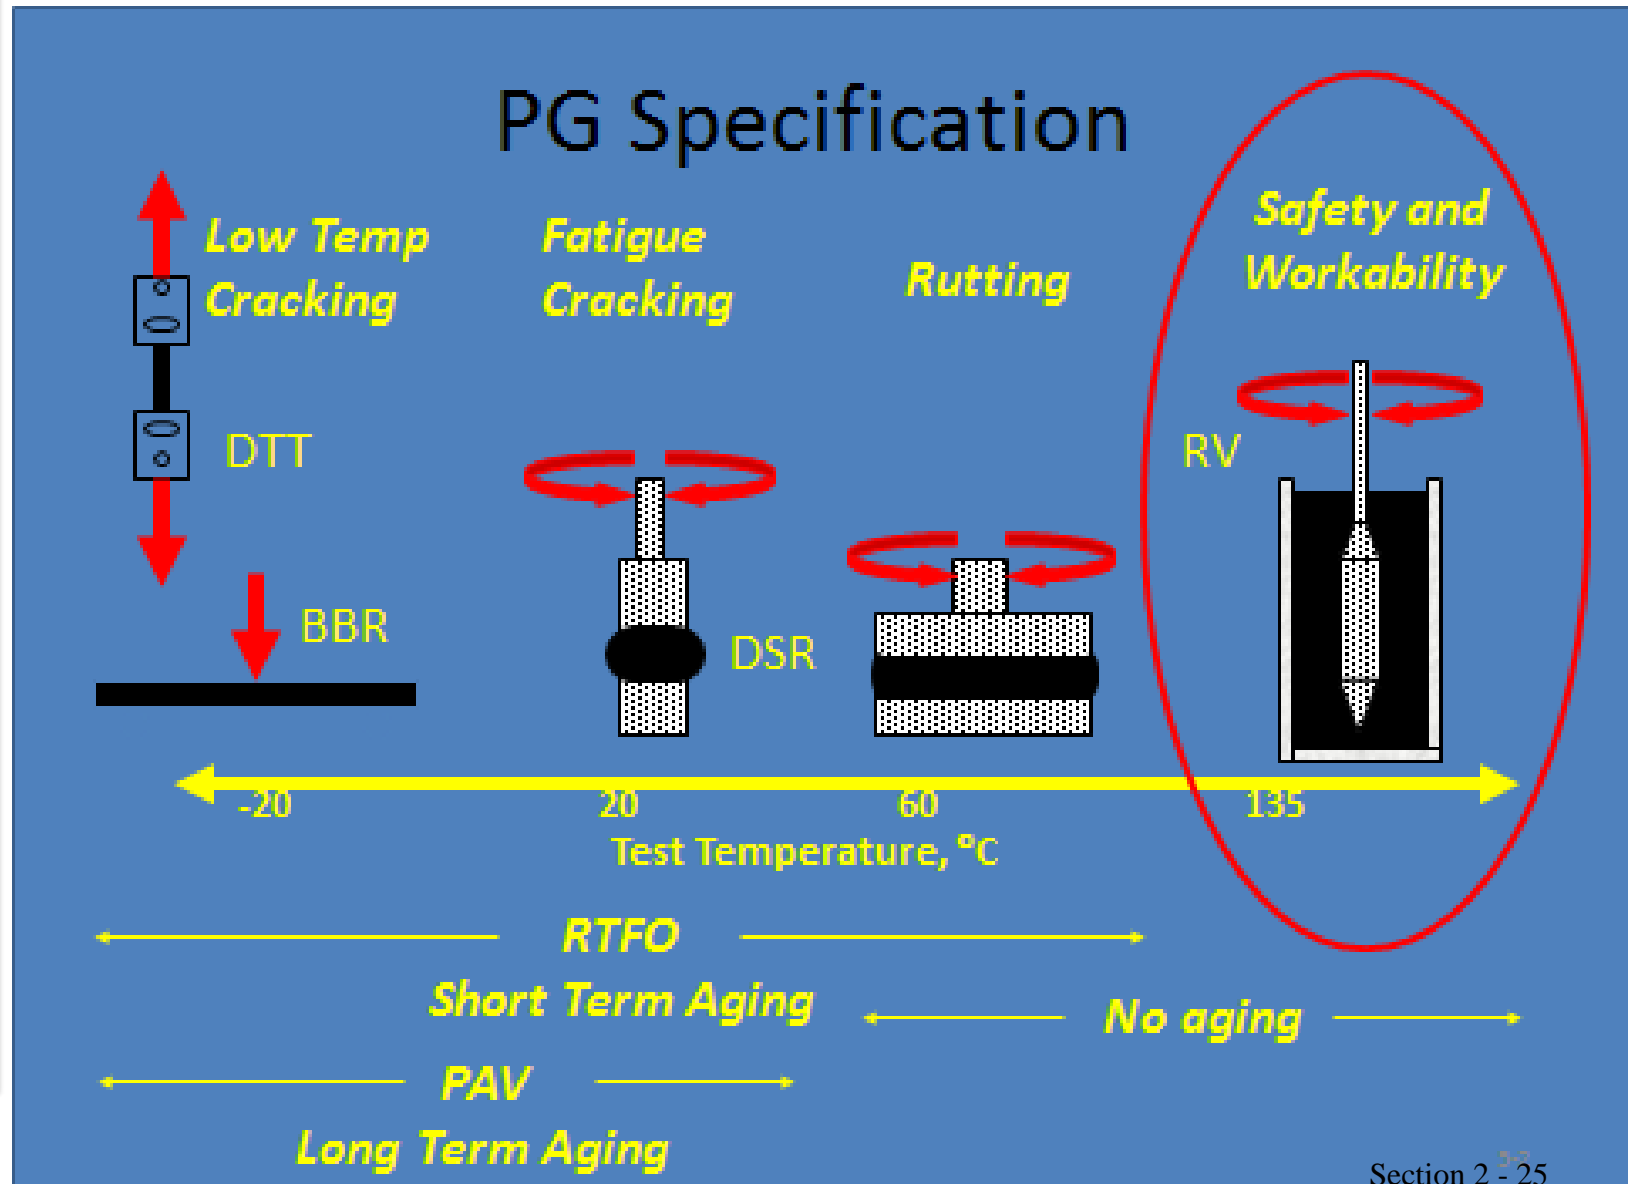 PG Specification
Low Temp
Cracking
Fatigue
Cracking
Rutting
Safety and
Workability
DTT
RV
BBR
DSR
-20 20 60 135
Test Temperature, °C
RTFO
Short Term Aging
No aging
PAV
Long Term Aging
Section 2 - 25